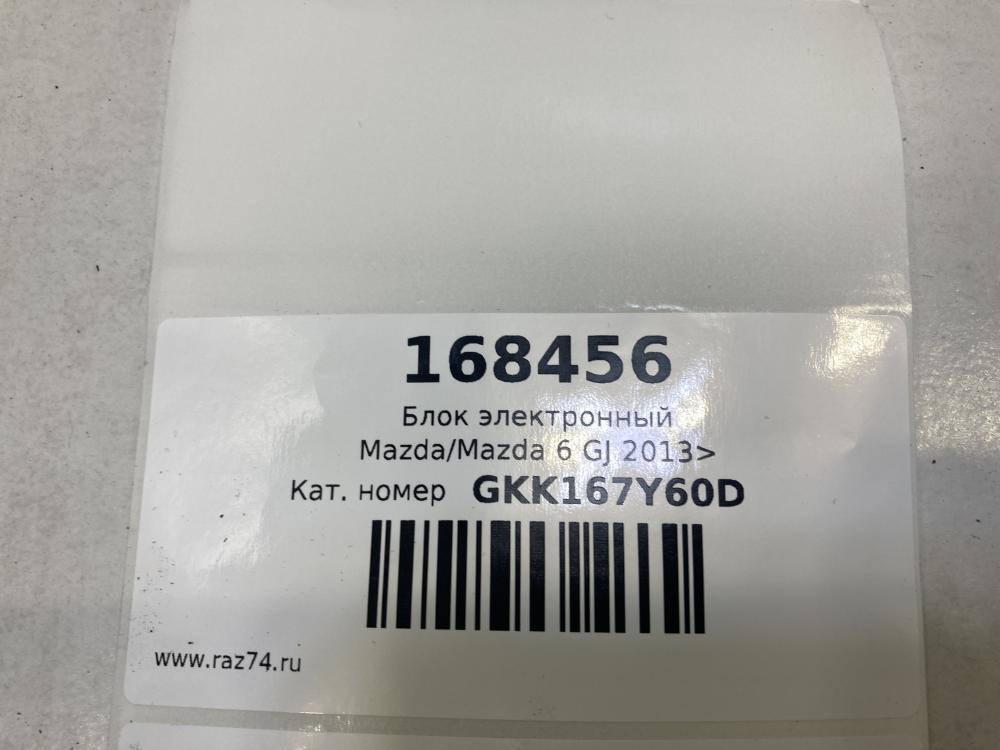 168456
Блок электронный
Mazda/Mazda 6 GJ 2013>
Кат. номер GKK167Y60D
www.raz74.ru